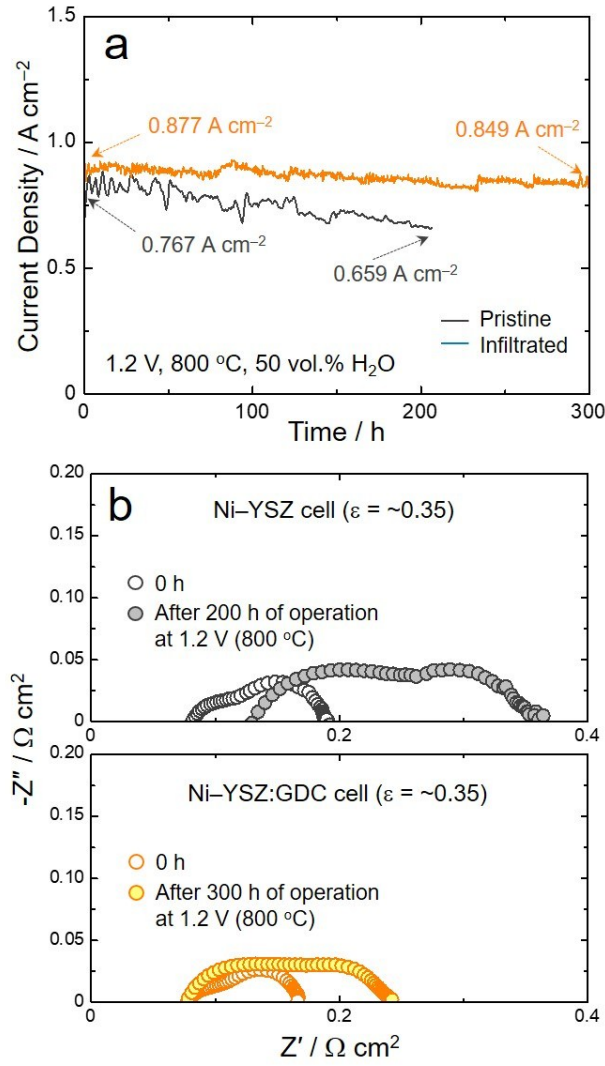 a
1.5
1.0
0.5
0
Current Density / A cm⁻²
0.877 A cm⁻²
0.849 A cm⁻²
0.767 A cm⁻²
0.659 A cm⁻²
Pristine
Infiltrated
1.2 V, 800 °C, 50 vol.% H₂O
0 100 200 300
Time / h
b
0.20
0.15
0.10
0.05
0
Ni–YSZ cell (ε = ~0.35)
0 h
After 200 h of operation
at 1.2 V (800 °C)
0 0.2 0.4
-Z″ / Ω cm²
0.20
0.15
0.10
0.05
0
Ni–YSZ:GDC cell (ε = ~0.35)
0 h
After 300 h of operation
at 1.2 V (800 °C)
0 0.2 0.4
Z′ / Ω cm²